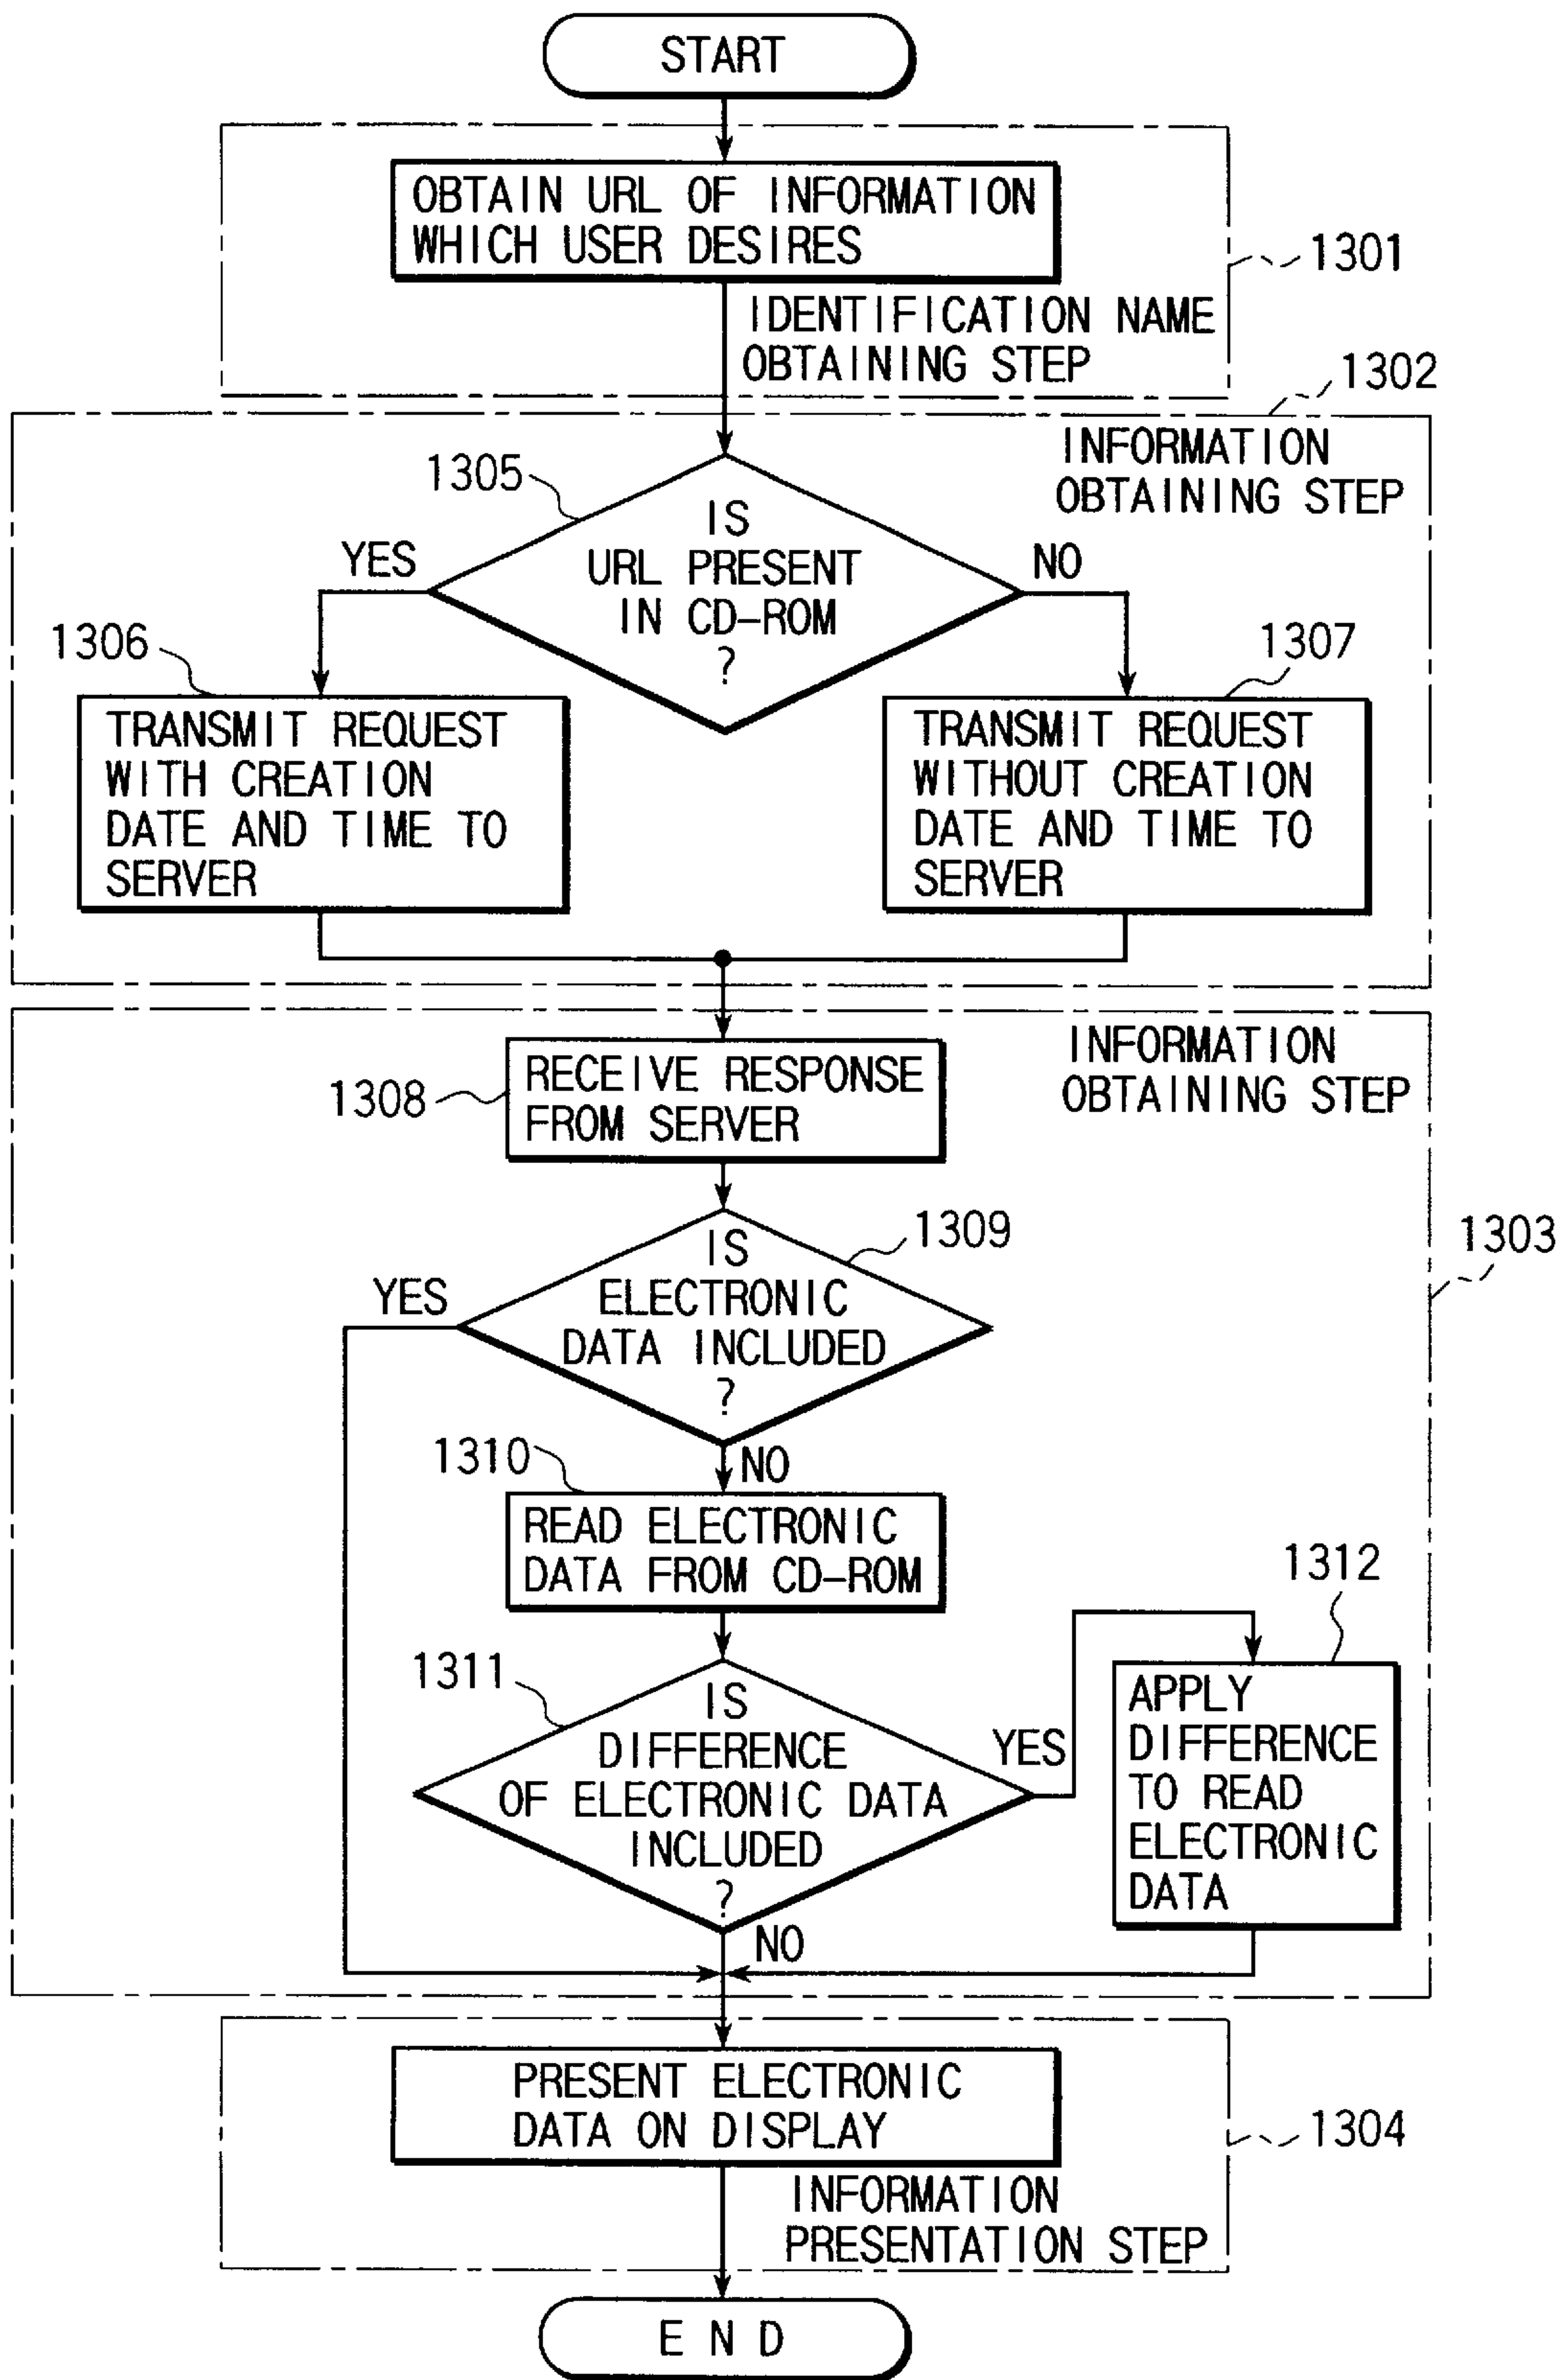 START
OBTAIN URL OF INFORMATION
WHICH USER DESIRES
1301
IDENTIFICATION NAME
OBTAINING STEP
1302
INFORMATION
OBTAINING STEP
1305
IS
URL PRESENT
IN CD-ROM
?
YES
NO
1306
1307
TRANSMIT REQUEST
WITH CREATION
DATE AND TIME TO
SERVER
TRANSMIT REQUEST
WITHOUT CREATION
DATE AND TIME TO
SERVER
INFORMATION
OBTAINING STEP
1308
RECEIVE RESPONSE
FROM SERVER
1309
1303
IS
ELECTRONIC
DATA INCLUDED
?
YES
NO
1310
READ ELECTRONIC
DATA FROM CD-ROM
1312
1311
IS
DIFFERENCE
OF ELECTRONIC DATA
INCLUDED
?
YES
APPLY
DIFFERENCE
TO READ
ELECTRONIC
DATA
NO
PRESENT ELECTRONIC
DATA ON DISPLAY
1304
INFORMATION
PRESENTATION STEP
END